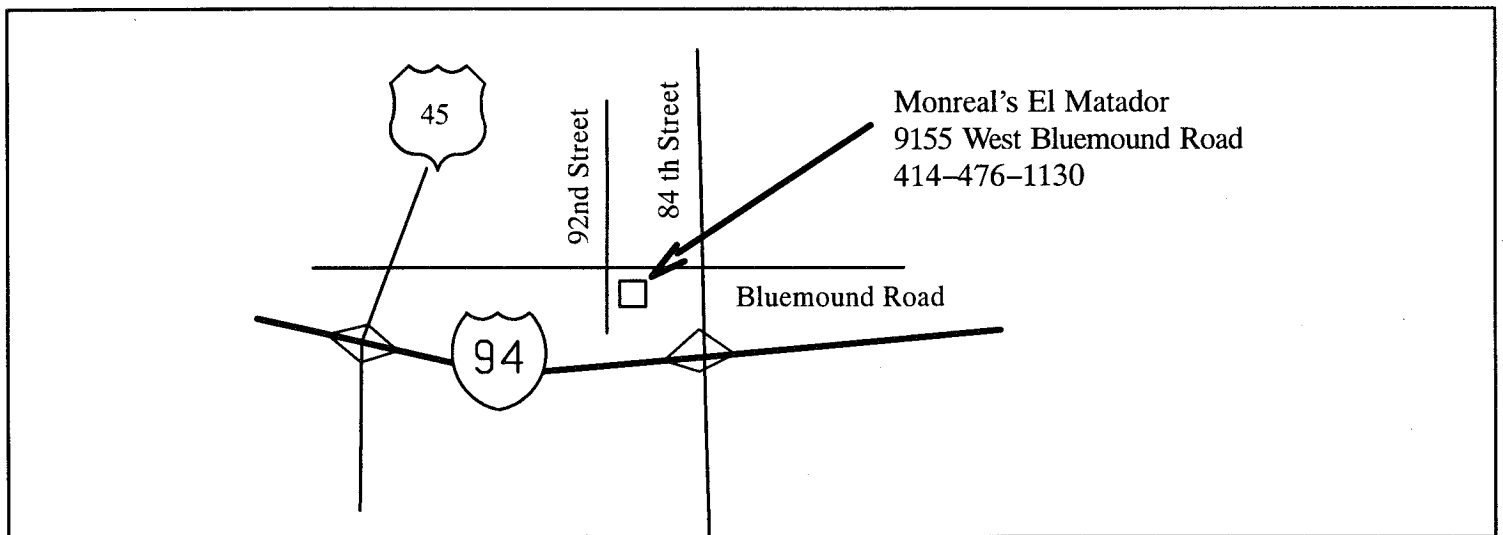 45
92nd Street
84 th Street
Monreal's El Matador
9155 West Bluemound Road
414–476–1130
Bluemound Road
94